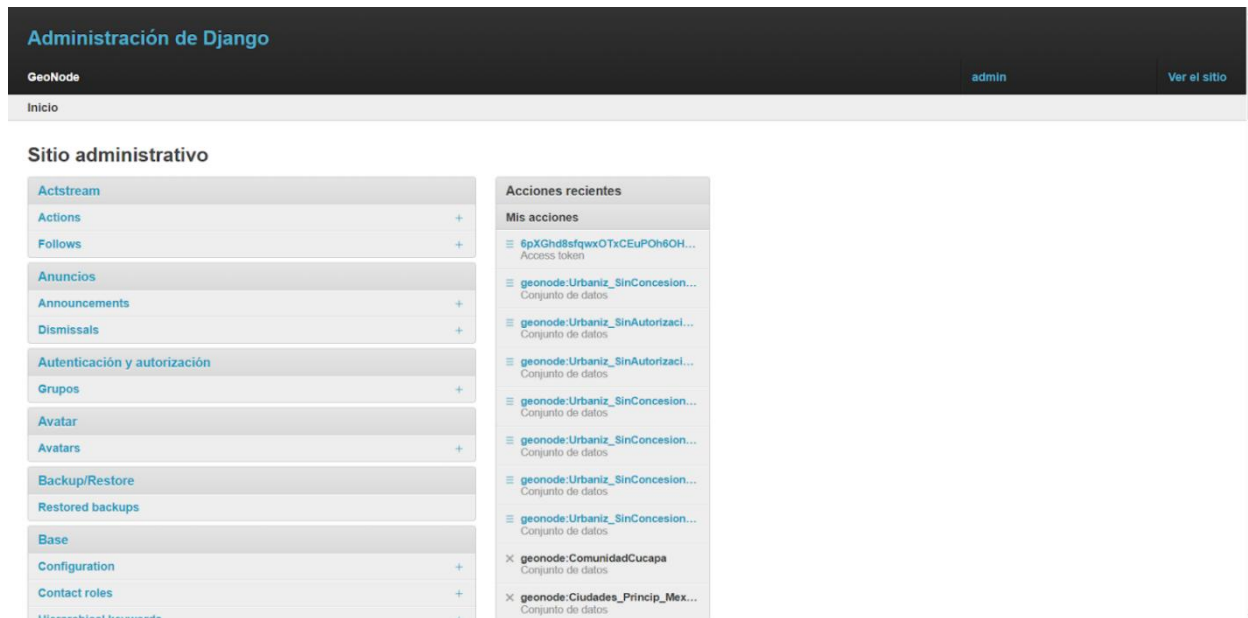 Administración de Django
GeoNode
admin
Ver el sitio
Inicio
Sitio administrativo
Actstream
Actions
Follows
Anuncios
Announcements
Dismissals
Autenticación y autorización
Grupos
Avatar
Avatars
Backup/Restore
Restored backups
Base
Configuration
Contact roles
Hierarchical keywords
Acciones recientes
Mis acciones
6pXGhd8sfqwxOTxCEuPOh6OH...
Access token
geonode:Urbaniz_SinConcesion...
Conjunto de datos
geonode:Urbaniz_SinAutorizaci...
Conjunto de datos
geonode:Urbaniz_SinAutorizaci...
Conjunto de datos
geonode:Urbaniz_SinConcesion...
Conjunto de datos
geonode:Urbaniz_SinConcesion...
Conjunto de datos
geonode:Urbaniz_SinConcesion...
Conjunto de datos
geonode:Urbaniz_SinConcesion...
Conjunto de datos
geonode:ComunidadCucapa
Conjunto de datos
geonode:Ciudades_Princip_Mex...
Conjunto de datos